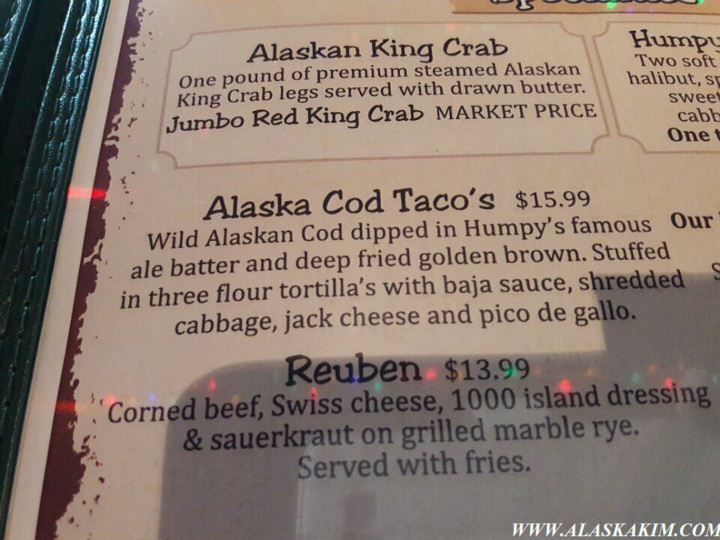 Alaskan King Crab
One pound of premium steamed Alaskan
King Crab legs served with drawn butter.
Jumbo Red King Crab MARKET PRICE
Two soft
halibut,
sweet
One
Alaska Cod Taco's $15.99
Wild Alaskan Cod dipped in Humpy's famous
ale batter and deep fried golden brown. Stuffed
in three flour tortilla's with baja sauce, shredded
cabbage, jack cheese and pico de gallo.
Our
Reuben $13.99
Corned beef, Swiss cheese, 1000 island dressing
& sauerkraut on grilled marble rye.
Served with fries.
WWW.ALASKAKIM.COM